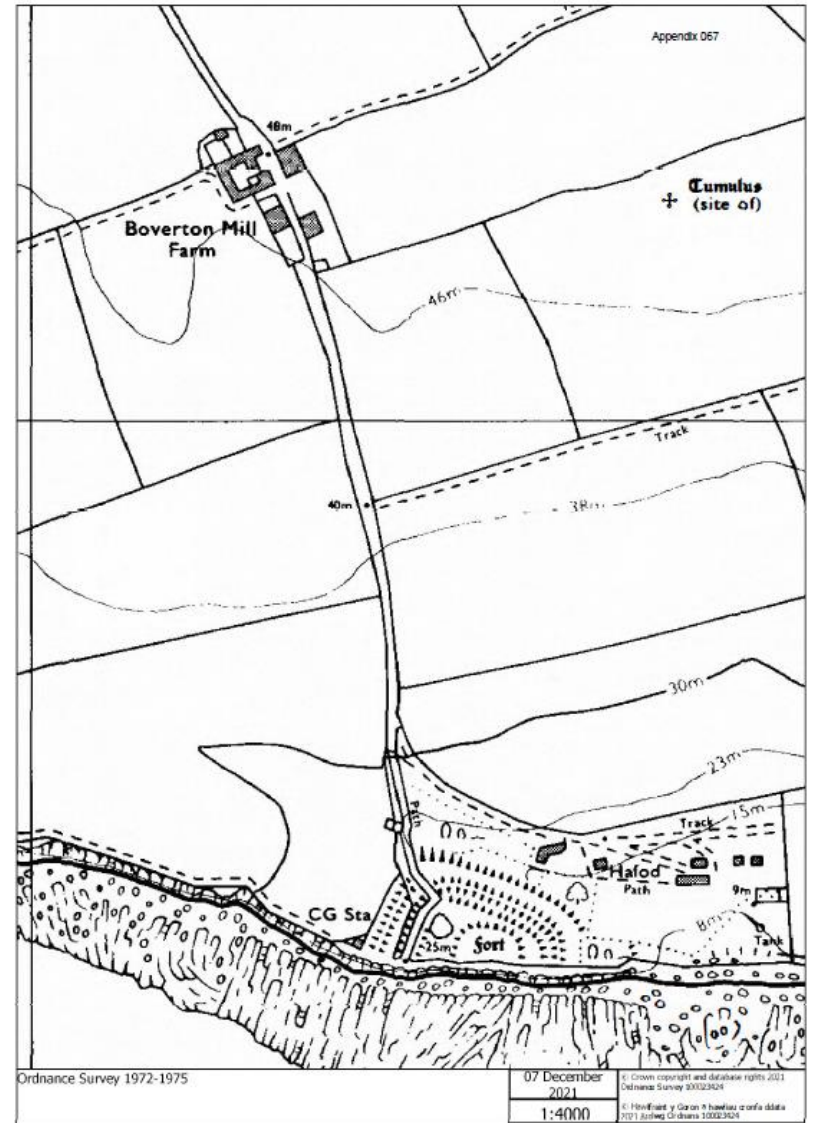 Appendix 067
48m
Tumulus
(site of)
Boverton Mill
Farm
46m
Track
40m
38m
30m
23m
15m
Path
Track
Hafod
Path
9m
8m
CG Sta
25m
Fort
Tank
Ordnance Survey 1972-1975
07 December
2021
1:4000
© Crown copyright and database rights 2021
Ordnance Survey 100023424
© Hawlfraint y Goron a hawliau cronfa ddata
2021 Arolwg Ordnans 100023424